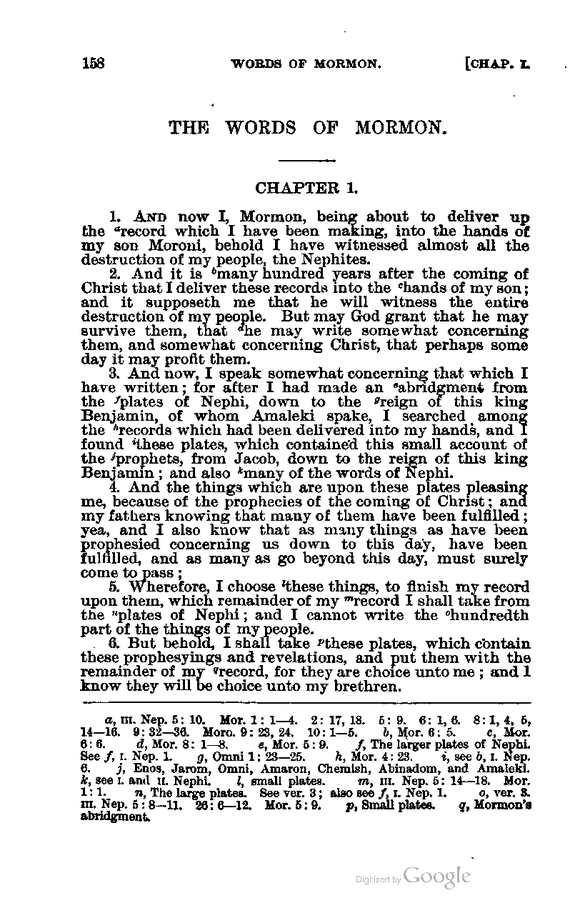 158 WORDS OF MORMON. [CHAP. I.
THE WORDS OF MORMON.
CHAPTER 1.
1. AND now I, Mormon, being about to deliver up
the ᵃrecord which I have been making, into the hands of
my son Moroni, behold I have witnessed almost all the
destruction of my people, the Nephites.
2. And it is ᵇmany hundred years after the coming of
Christ that I deliver these records into the ᶜhands of my son;
and it supposeth me that he will witness the entire
destruction of my people. But may God grant that he may
survive them, that ᵈhe may write somewhat concerning
them, and somewhat concerning Christ, that perhaps some
day it may profit them.
3. And now, I speak somewhat concerning that which I
have written; for after I had made an ᵉabridgment from
the ᶠplates of Nephi, down to the ᵍreign of this king
Benjamin, of whom Amaleki spake, I searched among
the ʰrecords which had been delivered into my hands, and I
found ⁱthese plates, which contained this small account of
the ʲprophets, from Jacob, down to the reign of this king
Benjamin; and also ᵏmany of the words of Nephi.
4. And the things which are upon these plates pleasing
me, because of the prophecies of the coming of Christ; and
my fathers knowing that many of them have been fulfilled;
yea, and I also know that as many things as have been
prophesied concerning us down to this day, have been
fulfilled, and as many as go beyond this day, must surely
come to pass;
5. Wherefore, I choose ˡthese things, to finish my record
upon them, which remainder of my ᵐrecord I shall take from
the ⁿplates of Nephi; and I cannot write the ᵒhundredth
part of the things of my people.
6. But behold, I shall take ᵖthese plates, which contain
these prophesyings and revelations, and put them with the
remainder of my qrecord, for they are choice unto me; and I
know they will be choice unto my brethren.
a, III. Nep. 5: 10. Mor. 1: 1—4. 2: 17, 18. 5: 9. 6: 1, 6. 8: 1, 4, 5,
14—16. 9: 32—36. Moro. 9: 23, 24. 10: 1—5. b, Mor. 6: 5. c, Mor.
6: 6. d, Mor. 8: 1—8. e, Mor. 5: 9. f, The larger plates of Nephi.
See f, I. Nep. 1. g, Omni 1: 23—25. h, Mor. 4: 23. i, see b, I. Nep.
6. j, Enos, Jarom, Omni, Amaron, Chemish, Abinadom, and Amaleki.
k, see I. and II. Nephi. l, small plates. m, III. Nep. 5: 14—18. Mor.
1: 1. n, The large plates. See ver. 3; also see f, I. Nep. 1. o, ver. 3.
III. Nep. 5: 8—11. 26: 6—12. Mor. 5: 9. p, Small plates. q, Mormon's
abridgment.
Digitized by Google